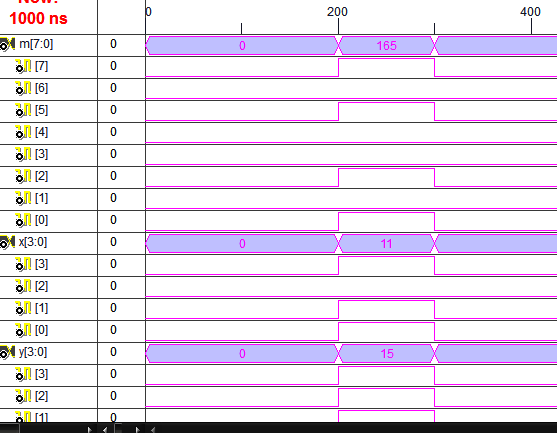 Now:
1000 ns
0 200 400
m[7:0] 0 0 165
[7] 0
[6] 0
[5] 0
[4] 0
[3] 0
[2] 0
[1] 0
[0] 0
x[3:0] 0 0 11
[3] 0
[2] 0
[1] 0
[0] 0
y[3:0] 0 0 15
[3] 0
[2] 0
[1] 0